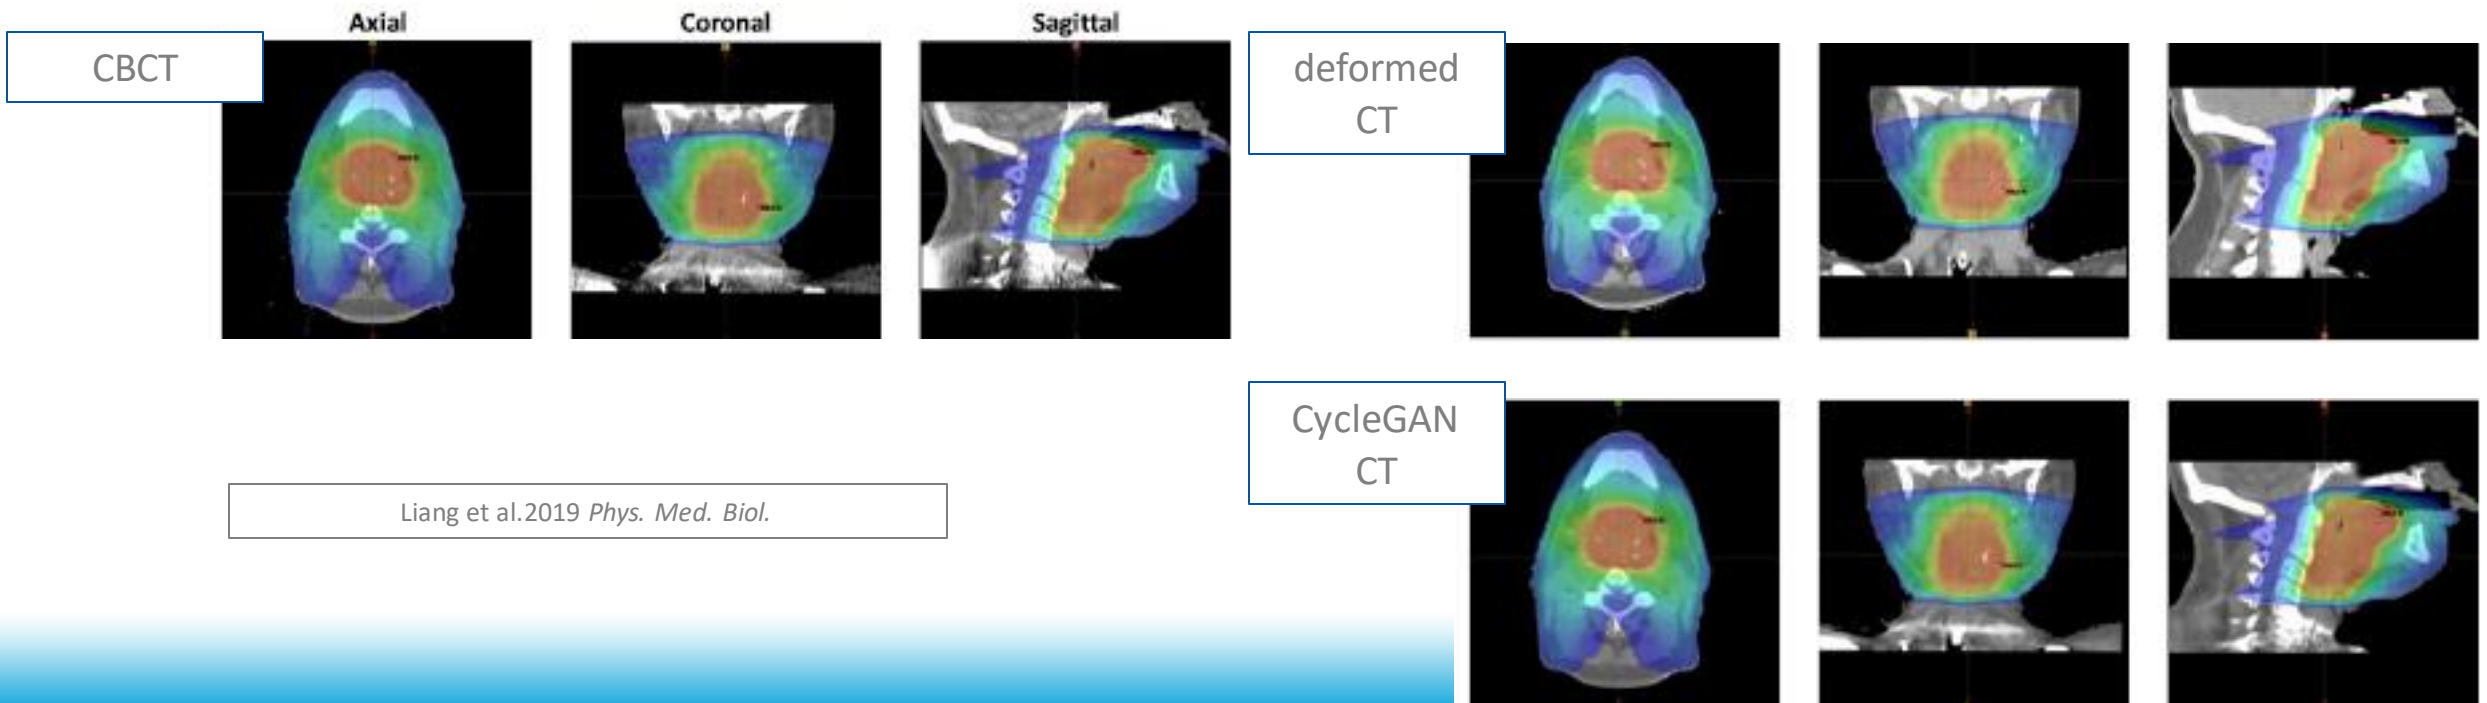 Axial
Coronal
Sagittal
CBCT
deformed
CT
CycleGAN
CT
Liang et al.2019 Phys. Med. Biol.